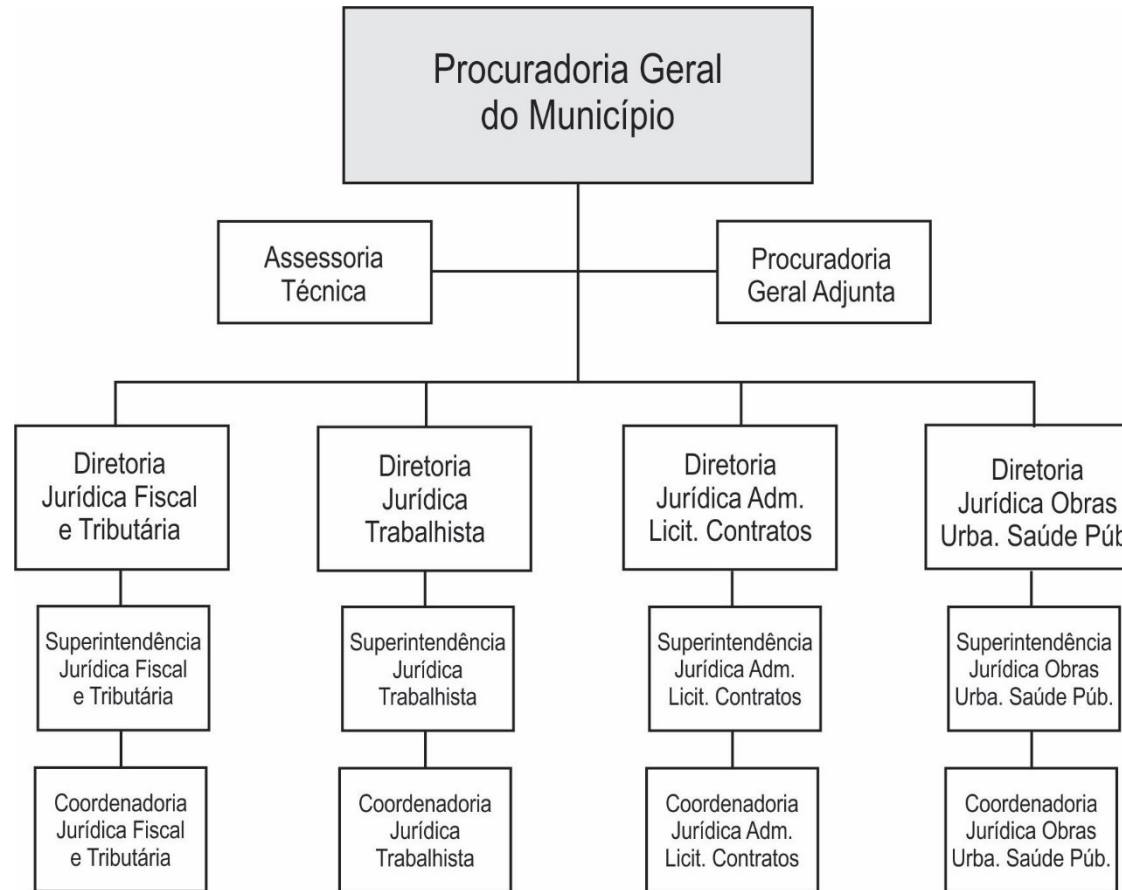 Procuradoria Geral
do Município
Assessoria
Técnica
Procuradoria
Geral Adjunta
Diretoria
Jurídica Fiscal
e Tributária
Diretoria
Jurídica
Trabalhista
Diretoria
Jurídica Adm.
Licit. Contratos
Diretoria
Jurídica Obras
Urba. Saúde Púb
Superintendência
Jurídica Fiscal
e Tributária
Superintendência
Jurídica
Trabalhista
Superintendência
Jurídica Adm.
Licit. Contratos
Superintendência
Jurídica Obras
Urba. Saúde Púb.
Coordenadoria
Jurídica Fiscal
e Tributária
Coordenadoria
Jurídica
Trabalhista
Coordenadoria
Jurídica Adm.
Licit. Contratos
Coordenadoria
Jurídica Obras
Urba. Saúde Púb.